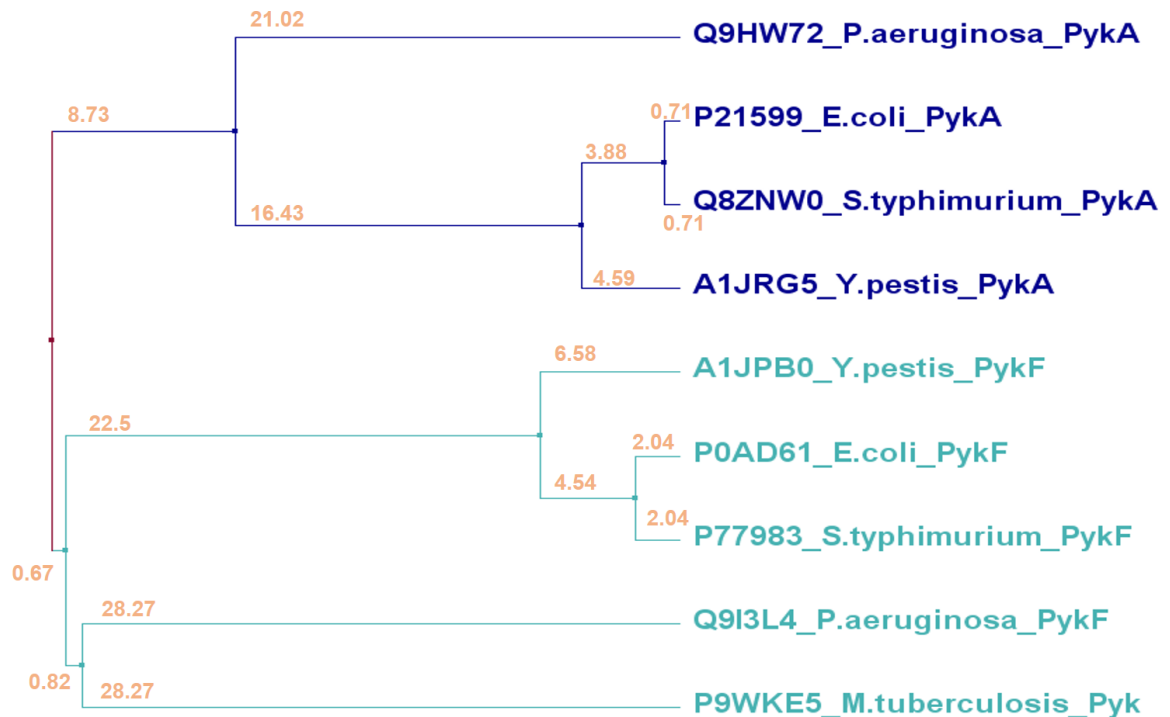 21.02
Q9HW72_P.aeruginosa_PykA
8.73
0.71
P21599_E.coli_PykA
3.88
16.43
Q8ZNW0_S.typhimurium_PykA
0.71
4.59
A1JRG5_Y.pestis_PykA
6.58
A1JPB0_Y.pestis_PykF
22.5
2.04
P0AD61_E.coli_PykF
4.54
2.04
P77983_S.typhimurium_PykF
0.67
28.27
Q9I3L4_P.aeruginosa_PykF
0.82
28.27
P9WKE5_M.tuberculosis_Pyk